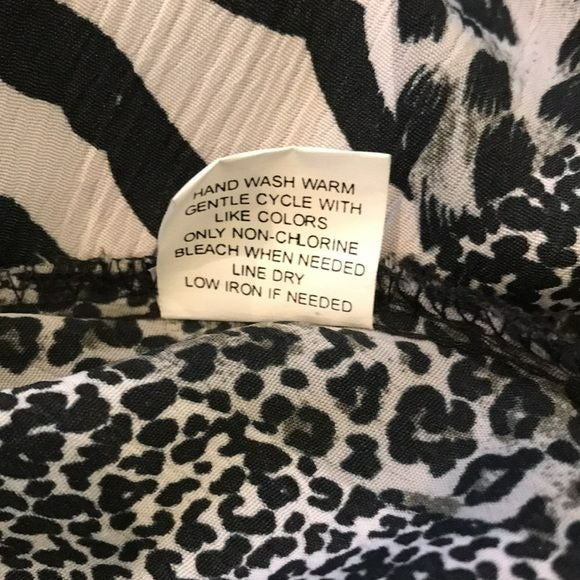 HAND WASH WARM
GENTLE CYCLE WITH
LIKE COLORS
ONLY NON-CHLORINE
BLEACH WHEN NEEDED
LINE DRY
LOW IRON IF NEEDED